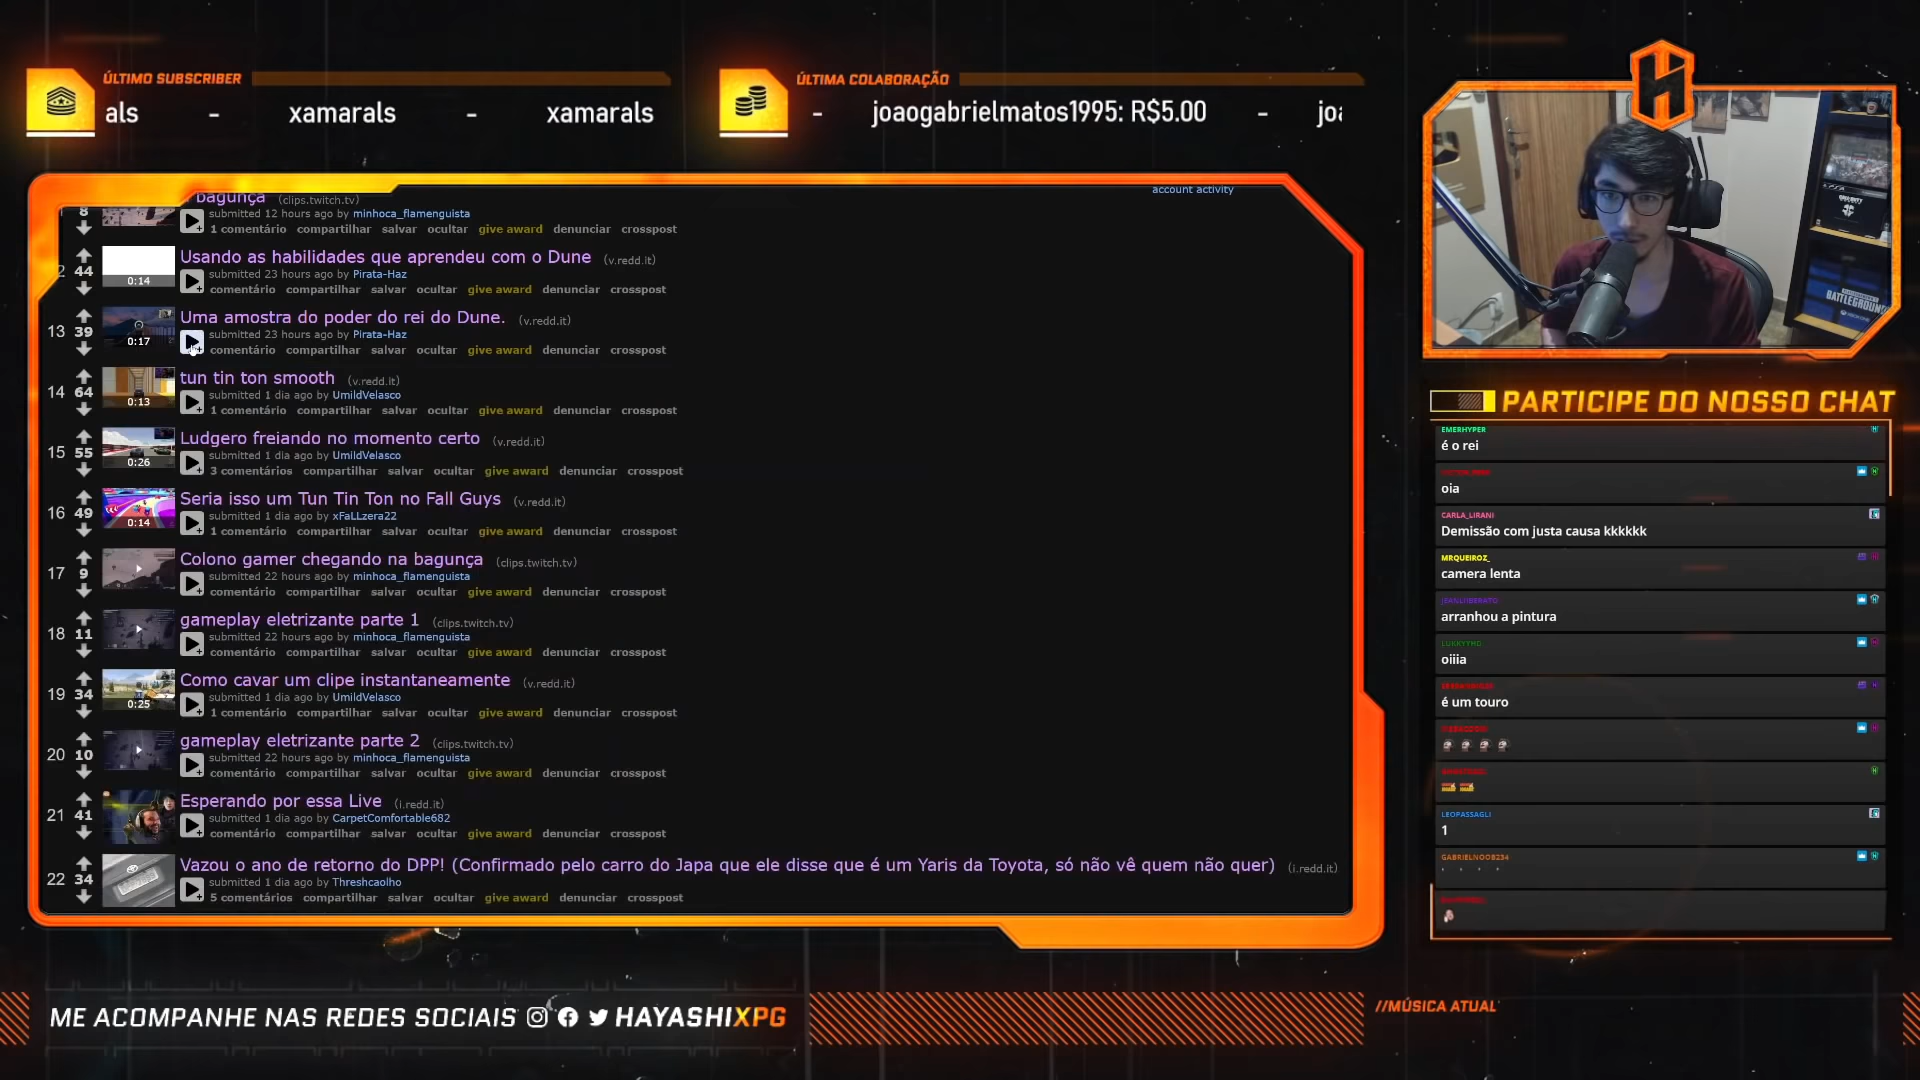 ÚLTIMO SUBSCRIBER
als - xamarals - xamarals
ÚLTIMA COLABORAÇÃO
- joaogabrielmatos1995: R$5.00 - joa
account activity
bagunça (clips.twitch.tv)
8
submitted 12 hours ago by minhoca_flamenguista
1 comentário compartilhar salvar ocultar give award denunciar crosspost
Usando as habilidades que aprendeu com o Dune (v.redd.it)
2 44
0:14
submitted 23 hours ago by Pirata-Haz
comentário compartilhar salvar ocultar give award denunciar crosspost
Uma amostra do poder do rei do Dune. (v.redd.it)
13 39
0:17
submitted 23 hours ago by Pirata-Haz
comentário compartilhar salvar ocultar give award denunciar crosspost
tun tin ton smooth (v.redd.it)
14 64
0:13
submitted 1 dia ago by UmildVelasco
1 comentário compartilhar salvar ocultar give award denunciar crosspost
Ludgero freiando no momento certo (v.redd.it)
15 55
0:26
submitted 1 dia ago by UmildVelasco
3 comentários compartilhar salvar ocultar give award denunciar crosspost
Seria isso um Tun Tin Ton no Fall Guys (v.redd.it)
16 49
0:14
submitted 1 dia ago by xFaLLzera22
1 comentário compartilhar salvar ocultar give award denunciar crosspost
Colono gamer chegando na bagunça (clips.twitch.tv)
17 9
submitted 22 hours ago by minhoca_flamenguista
comentário compartilhar salvar ocultar give award denunciar crosspost
gameplay eletrizante parte 1 (clips.twitch.tv)
18 11
submitted 22 hours ago by minhoca_flamenguista
comentário compartilhar salvar ocultar give award denunciar crosspost
Como cavar um clipe instantaneamente (v.redd.it)
19 34
0:25
submitted 1 dia ago by UmildVelasco
1 comentário compartilhar salvar ocultar give award denunciar crosspost
gameplay eletrizante parte 2 (clips.twitch.tv)
20 10
submitted 22 hours ago by minhoca_flamenguista
comentário compartilhar salvar ocultar give award denunciar crosspost
Esperando por essa Live (i.redd.it)
21 41
submitted 1 dia ago by CarpetComfortable682
comentário compartilhar salvar ocultar give award denunciar crosspost
Vazou o ano de retorno do DPP! (Confirmado pelo carro do Japa que ele disse que é um Yaris da Toyota, só não vê quem não quer) (i.redd.it)
22 34
submitted 1 dia ago by Threshcaolho
5 comentários compartilhar salvar ocultar give award denunciar crosspost
H
BATTLEGROUNDS
PARTICIPE DO NOSSO CHAT
EMERHYPER
é o rei
oia
CARLA_LIRANI
Demissão com justa causa kkkkkk
MRQUEIROZ_
camera lenta
arranhou a pintura
oiiia
é um touro
LEOPASSAGLI
1
GABRIELNOOB234
ME ACOMPANHE NAS REDES SOCIAIS HAYASHIXPG
//MÚSICA ATUAL